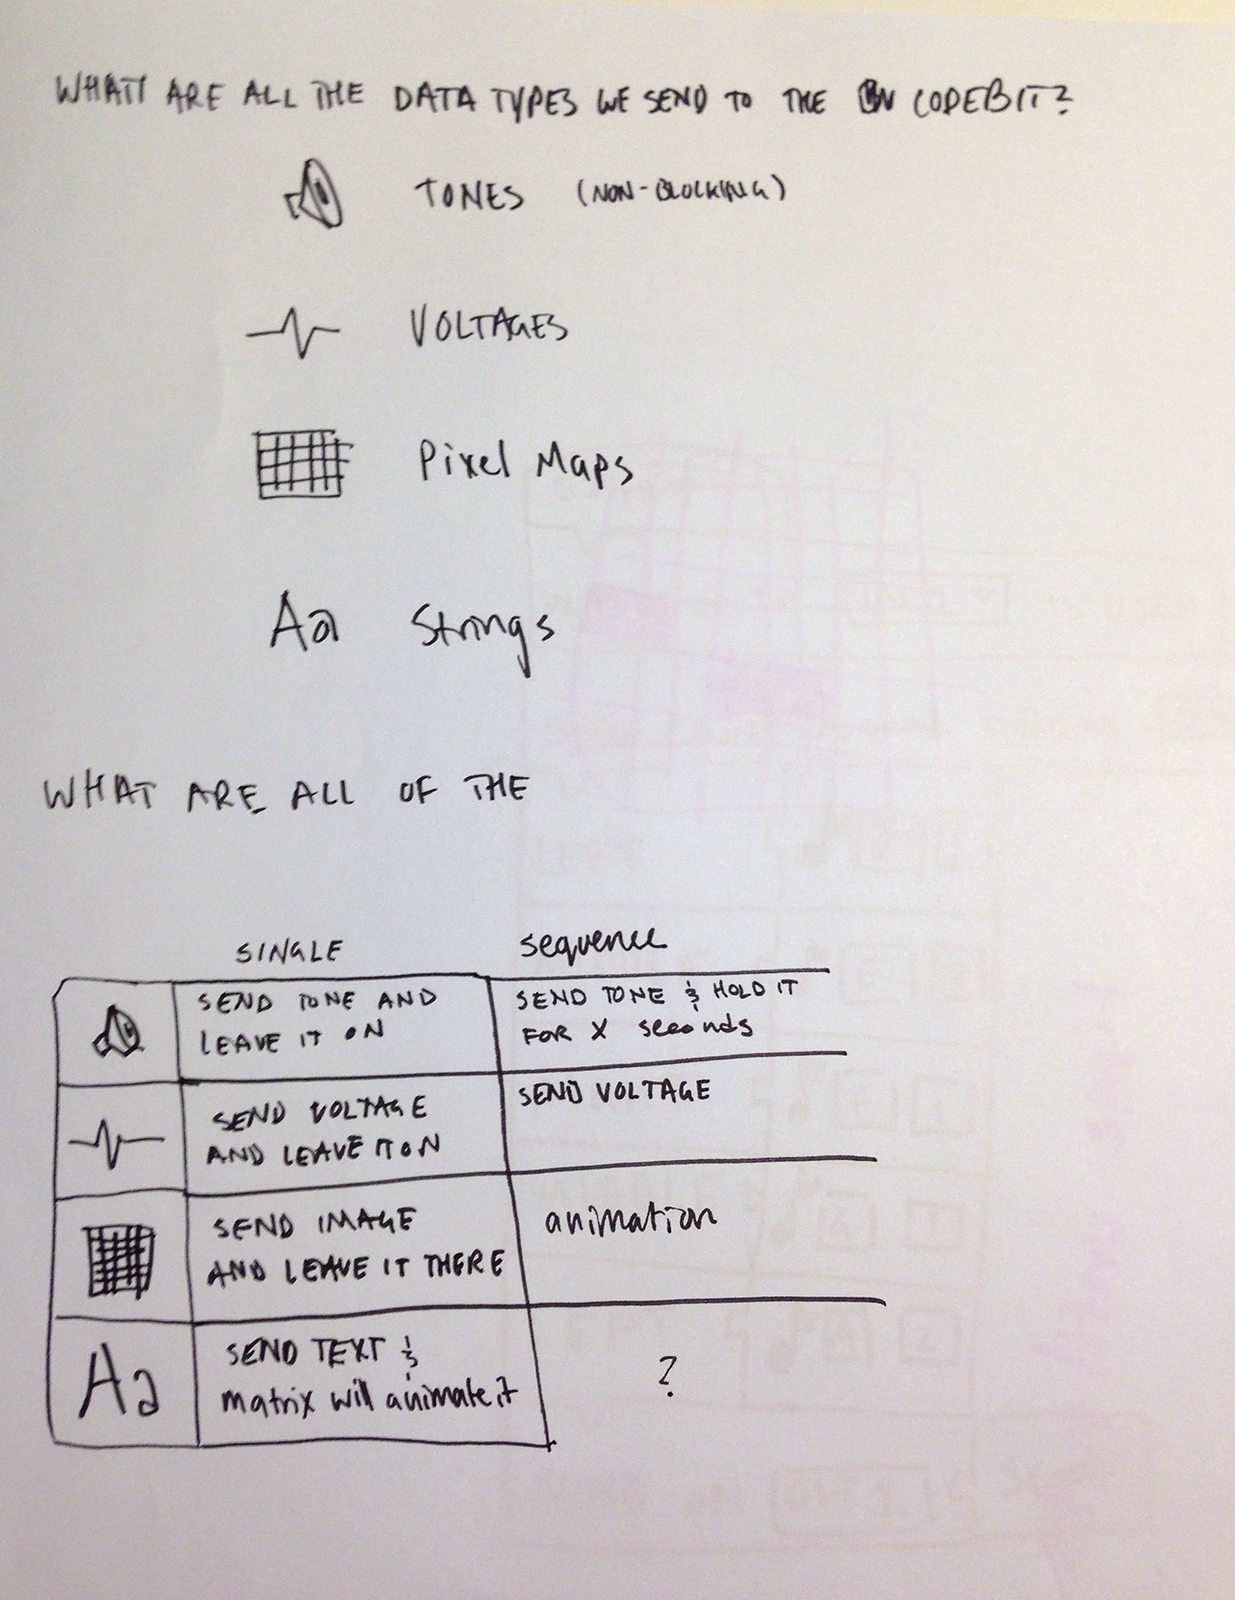 WHAT ARE ALL THE DATA TYPES WE SEND TO THE CODEBIT?
TONES (NON-BLOCKING)
VOLTAGES
Pixel Maps
Aa Strings
WHAT ARE ALL OF THE
SINGLE sequence
SEND TONE AND
LEAVE IT ON
SEND TONE & HOLD IT
FOR X seconds
SEND VOLTAGE
AND LEAVE IT ON
SEND VOLTAGE
SEND IMAGE
AND LEAVE IT THERE
animation
Aa
SEND TEXT &
matrix will animate it
?